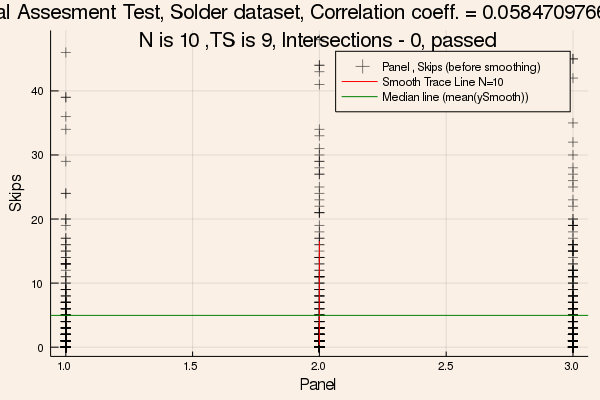 al Assesment Test, Solder dataset, Correlation coeff. = 0.0584709766
N is 10 ,TS is 9, Intersections - 0, passed
Panel , Skips (before smoothing)
Smooth Trace Line N=10
Median line (mean(ySmooth))
Skips
40
30
20
10
0
1.0 1.5 2.0 2.5 3.0
Panel